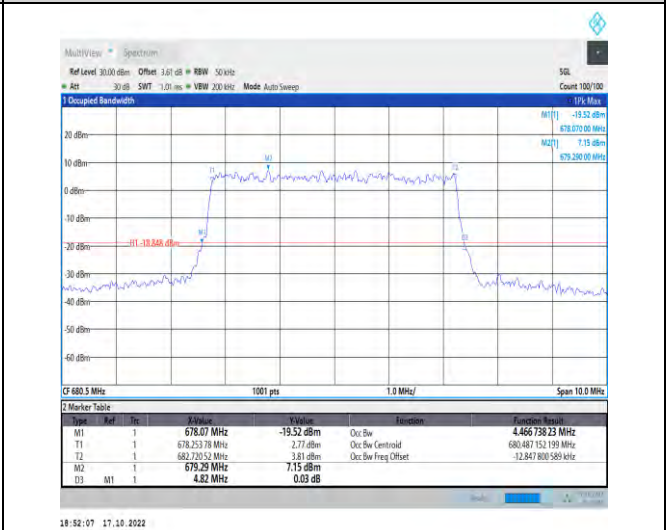 MultiView Spectrum
Ref Level 30.00 dBm Offset 3.61 dB RBW 50 kHz SGL
Att 30 dB SWT 1.01 ms VBW 200 kHz Mode Auto Sweep Count 100/100
1 Occupied Bandwidth 1Pk Max
M1[1] -19.52 dBm
678.070 00 MHz
M2[1] 7.15 dBm
679.290 00 MHz
20 dBm
10 dBm
0 dBm
-10 dBm
-20 dBm
-30 dBm
-40 dBm
-50 dBm
-60 dBm
M2
T1
T2
M1
D3
H1 -18.848 dBm
CF 680.5 MHz 1001 pts 1.0 MHz/ Span 10.0 MHz
2 Marker Table
Type Ref Trc X-Value Y-Value Function Function Result
M1 1 678.07 MHz -19.52 dBm Occ Bw 4.466 738 23 MHz
T1 1 678.253 78 MHz 2.77 dBm Occ Bw Centroid 680.487 152 199 MHz
T2 1 682.720 52 MHz 3.81 dBm Occ Bw Freq Offset -12.847 800 589 kHz
M2 1 679.29 MHz 7.15 dBm
D3 M1 1 4.82 MHz 0.03 dB
18:52:07 17.10.2022